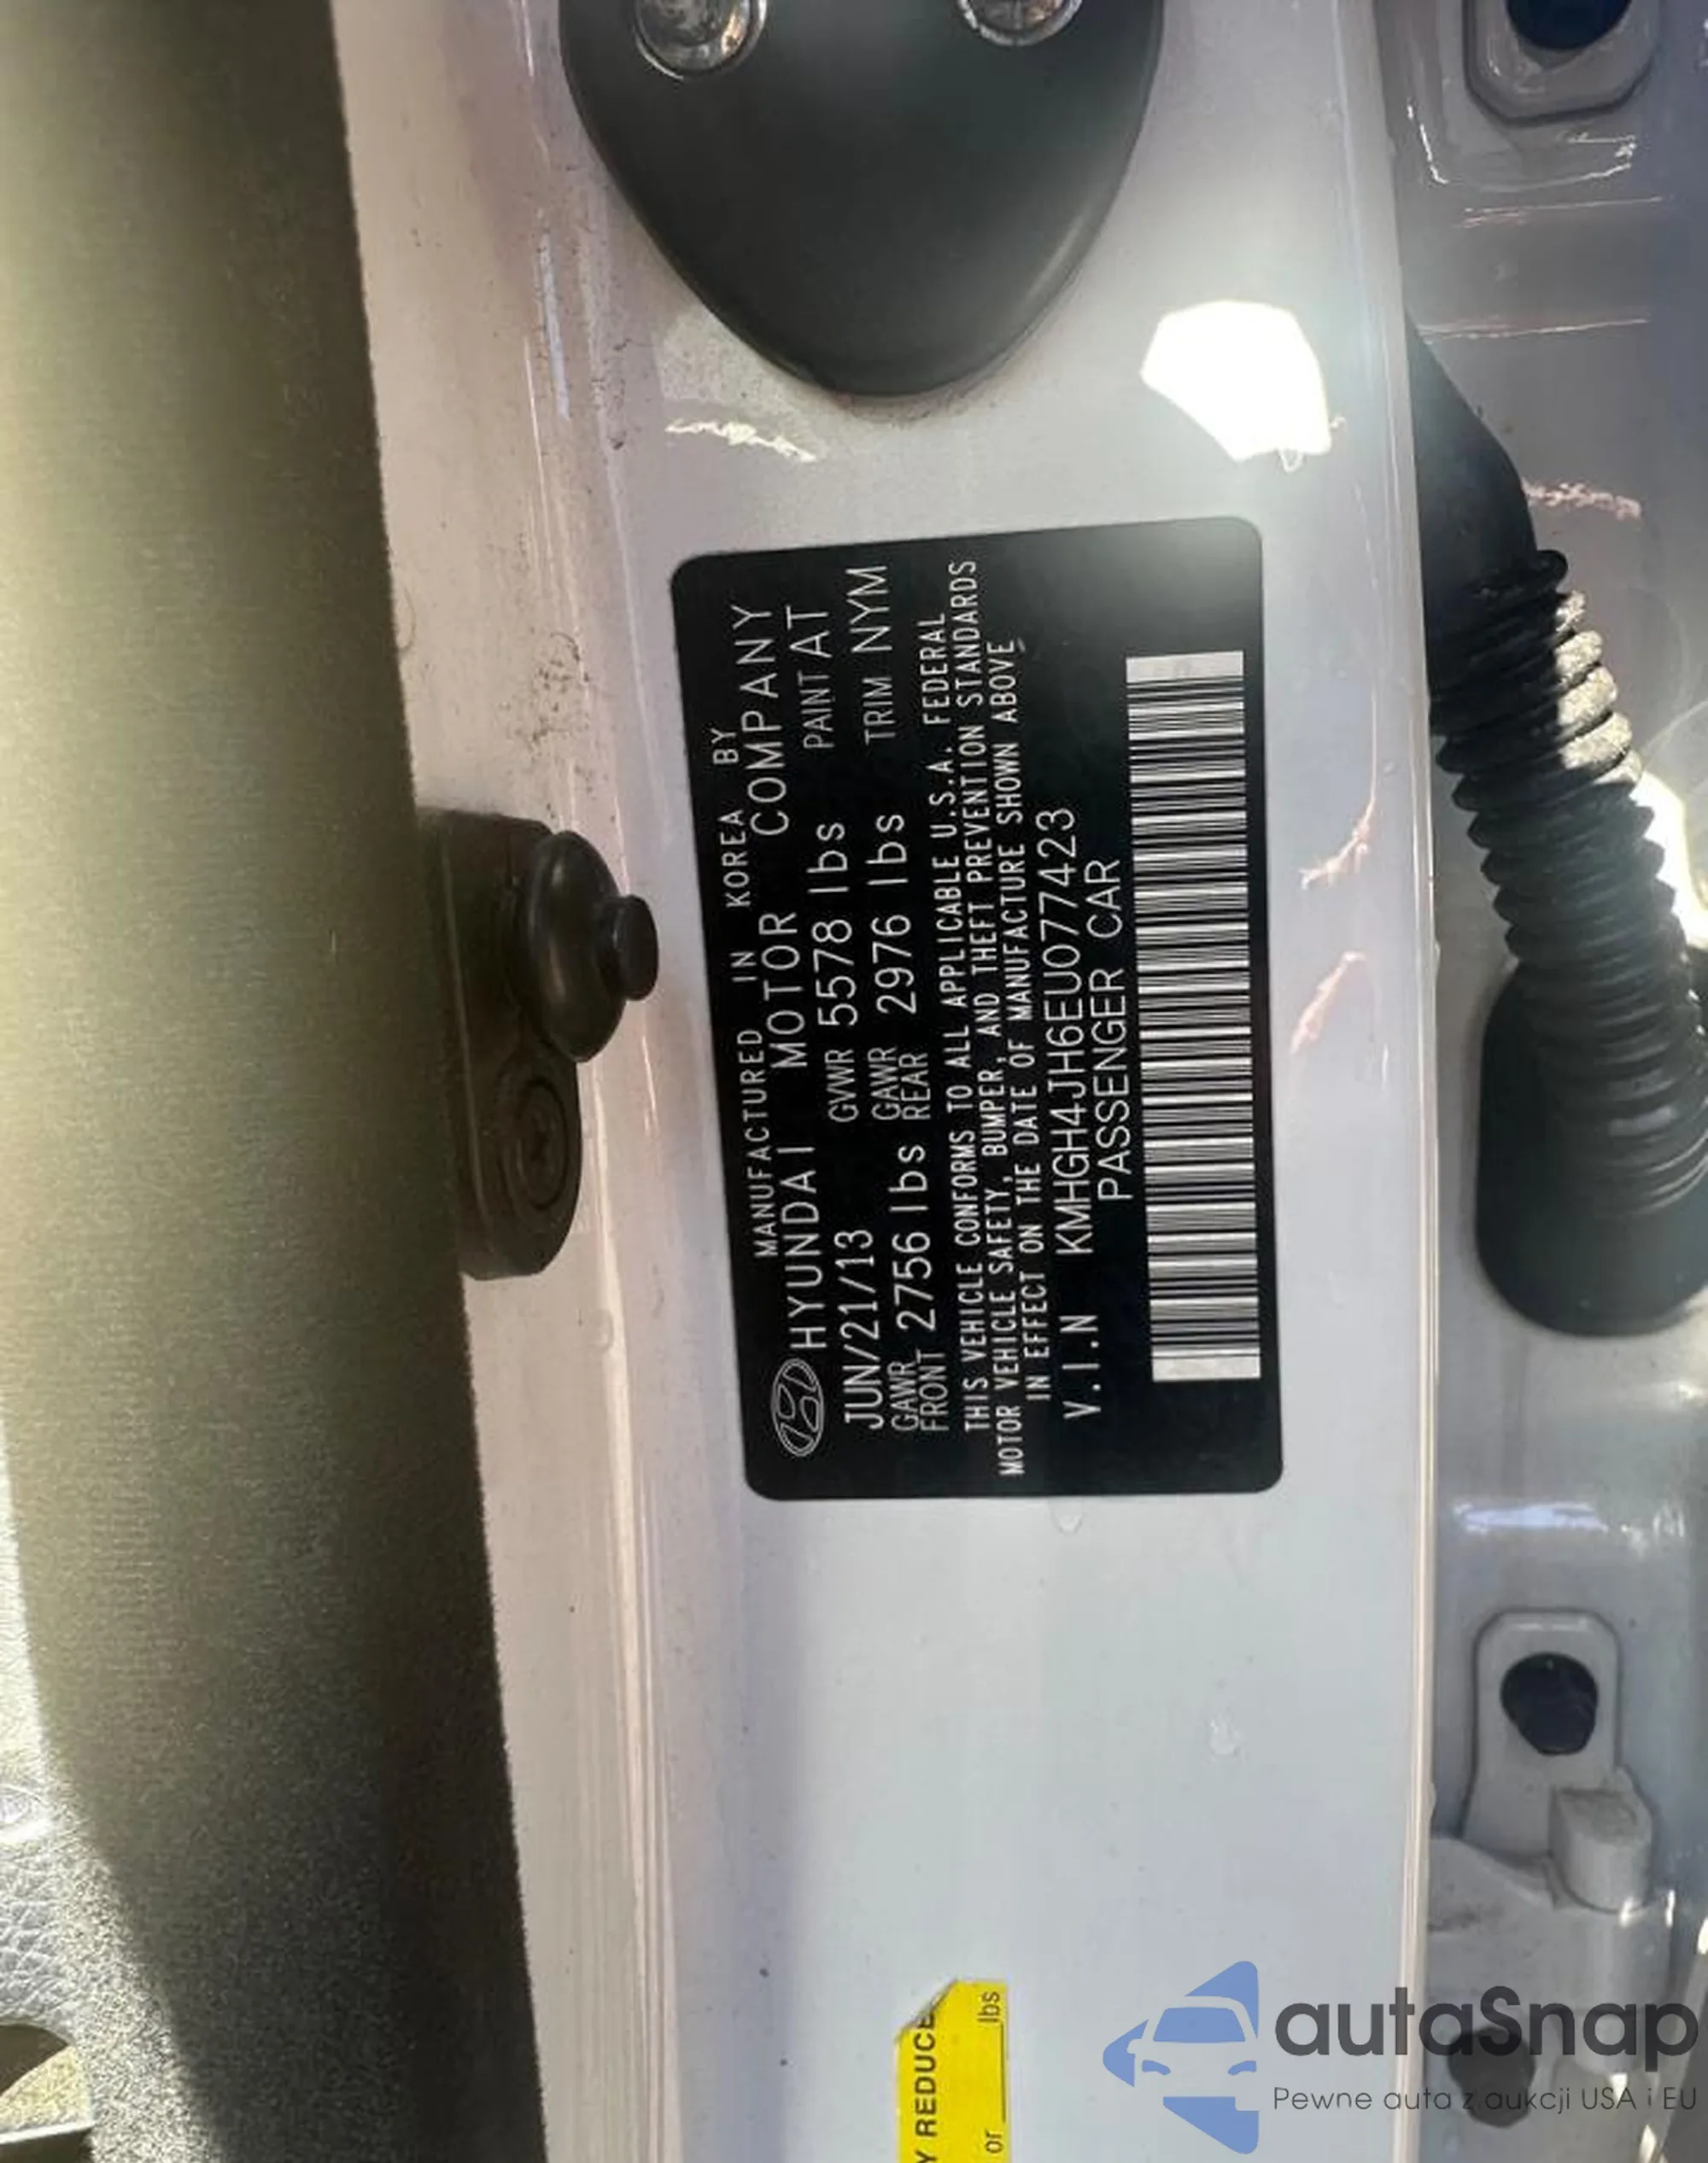 MANUFACTURED IN KOREA BY
HYUNDAI MOTOR COMPANY
JUN/21/13 GVWR 5578 lbs PAINT AT
GAWR FRONT 2756 lbs GAWR REAR 2976 lbs TRIM NYM
THIS VEHICLE CONFORMS TO ALL APPLICABLE U.S.A. FEDERAL
MOTOR VEHICLE SAFETY, BUMPER, AND THEFT PREVENTION STANDARDS
IN EFFECT ON THE DATE OF MANUFACTURE SHOWN ABOVE
V.I.N KMHGH4JH6EU077423
PASSENGER CAR
Y REDUCE
or ____ lbs
autaSnap
Pewne auta z aukcji USA i EU